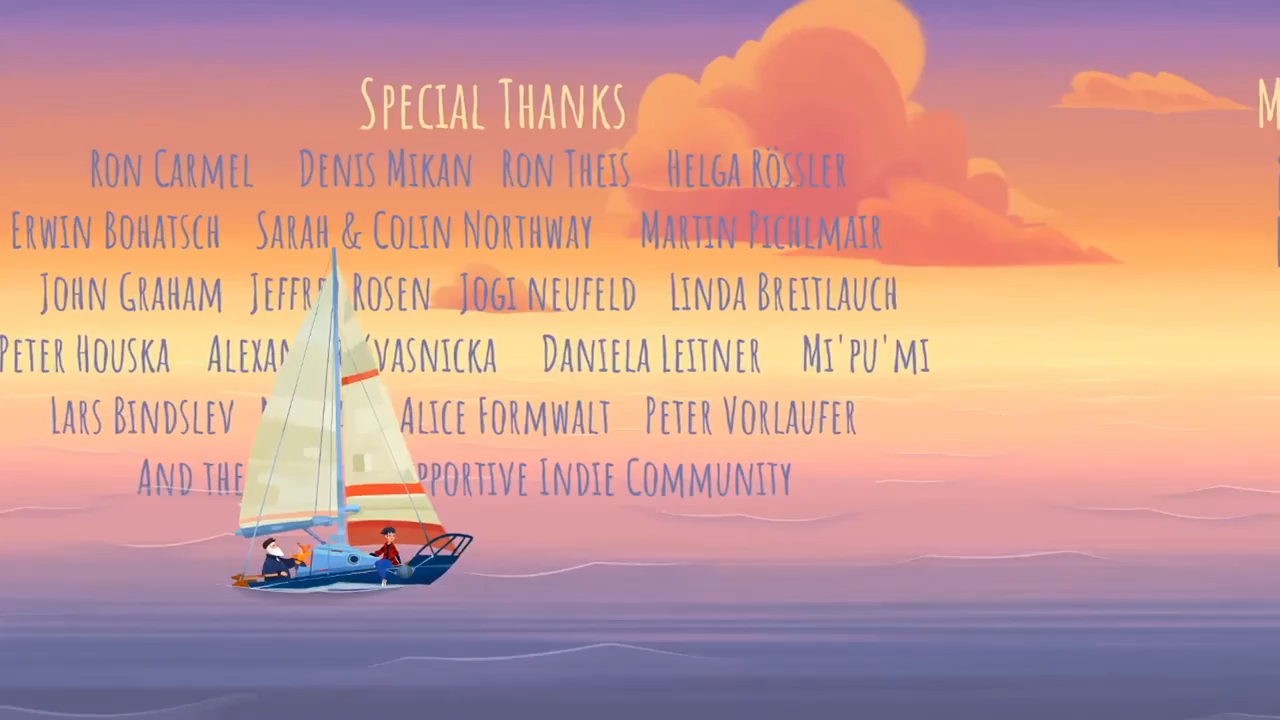 Special Thanks
Ron Carmel Denis Mikan Ron Theis Helga Rössler
Erwin Bohatsch Sarah & Colin Northway Martin Pichlmair
John Graham Rosen Jogi Neufeld Linda Breitlauch
Peter Houska Daniela Leitner Mi'pu'mi
Lars Bindslev Alice Formwalt Peter Vorlaufer
And the Indie Community